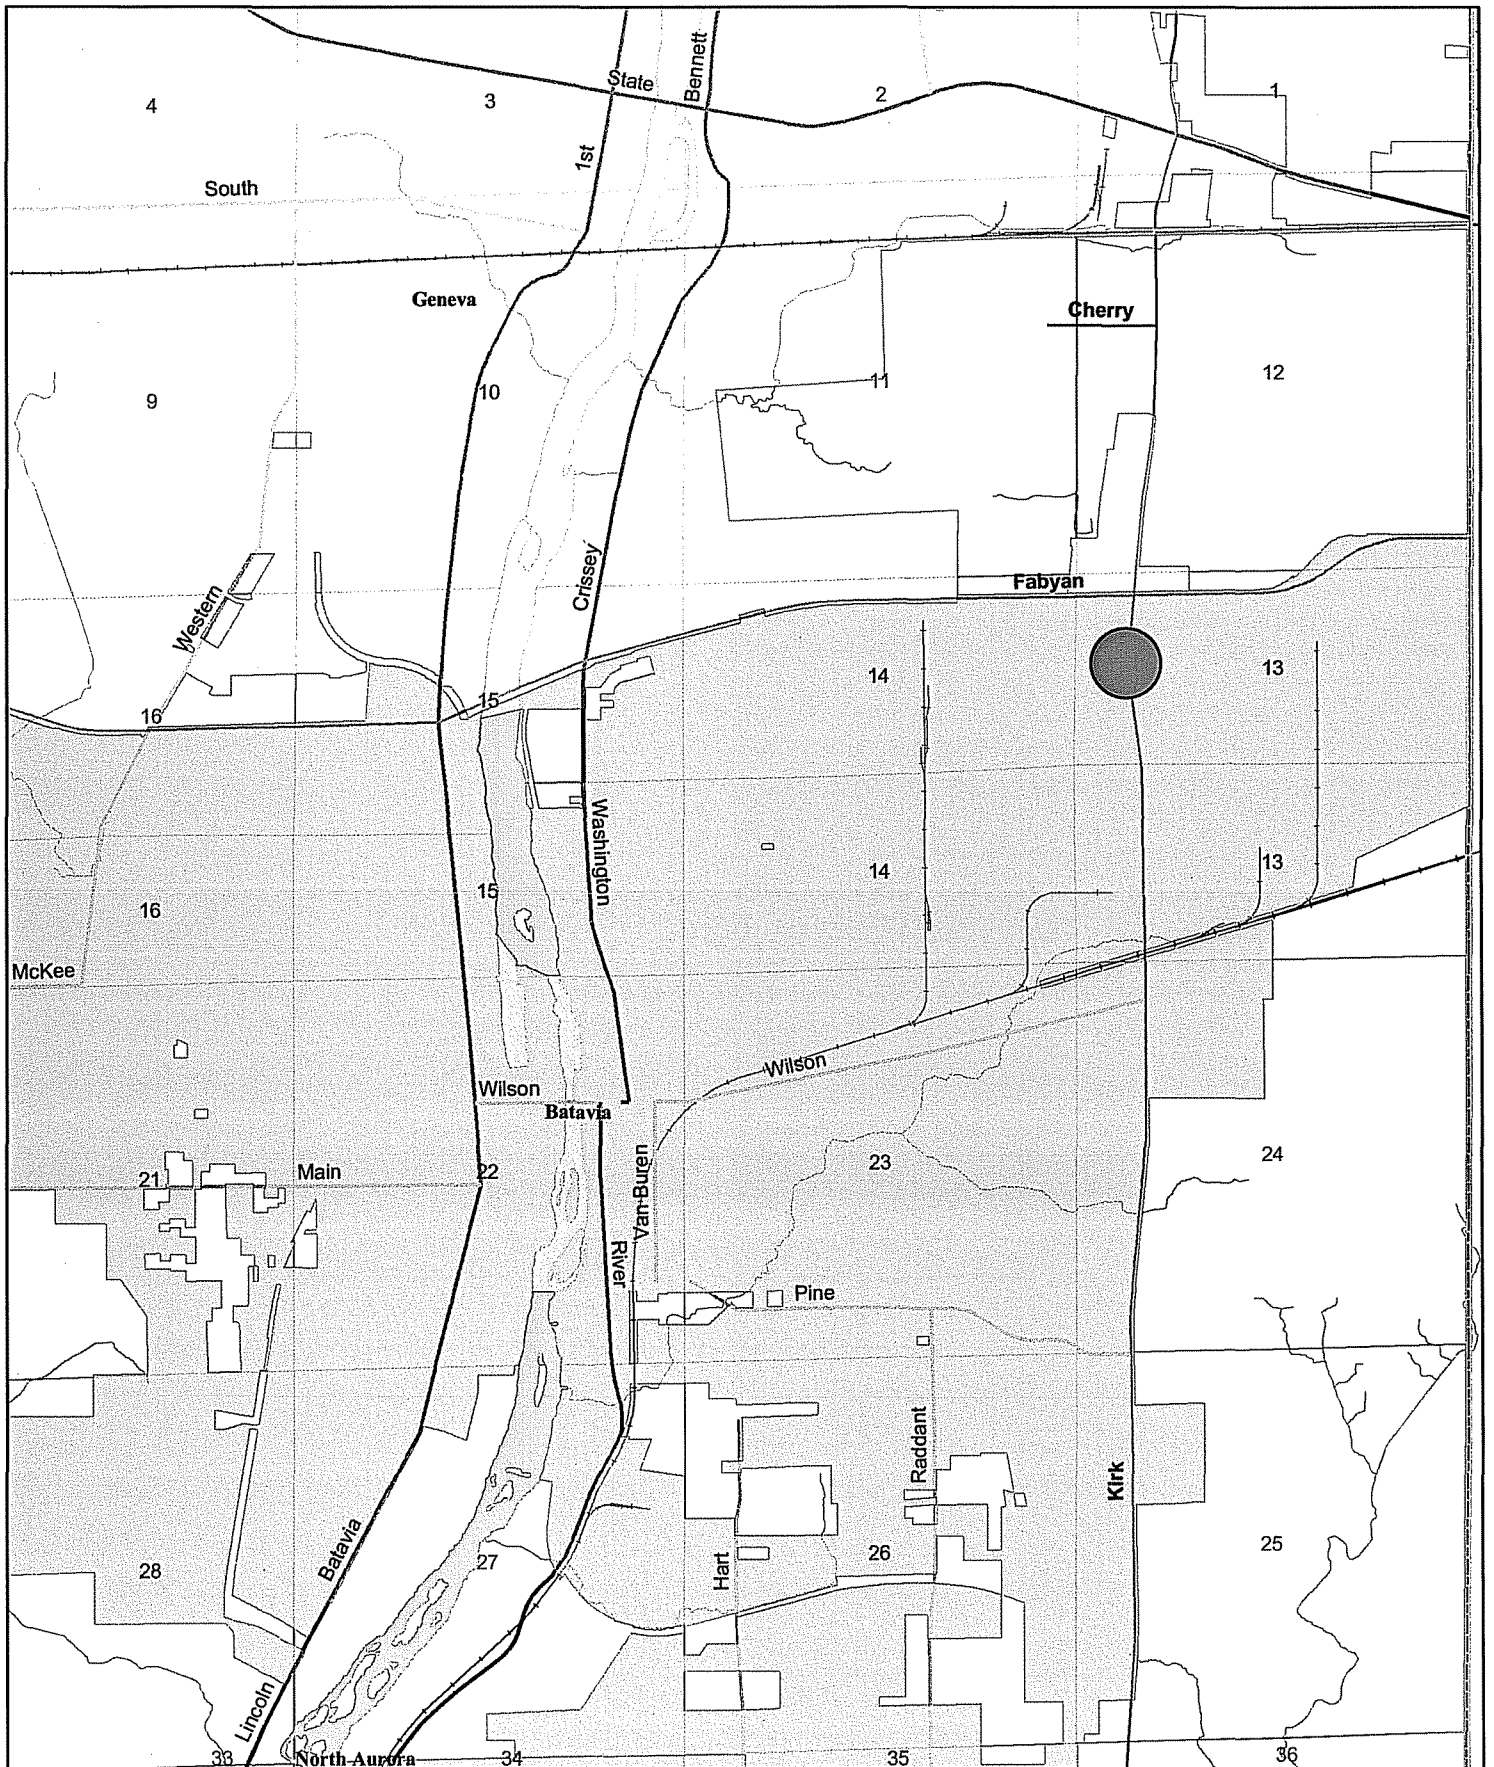 State
Bennett
4
3
2
1
1st
South
Geneva
Cherry
9
10
11
12
Crissey
Fabyan
Western
14
13
15
16
Washington
14
13
15
16
McKee
Wilson
Wilson
Batavia
21
Main
22
23
24
Van Buren
River
Pine
Raddant
Kirk
Batavia
28
27
Hart
26
25
Lincoln
33
North Aurora
34
35
36